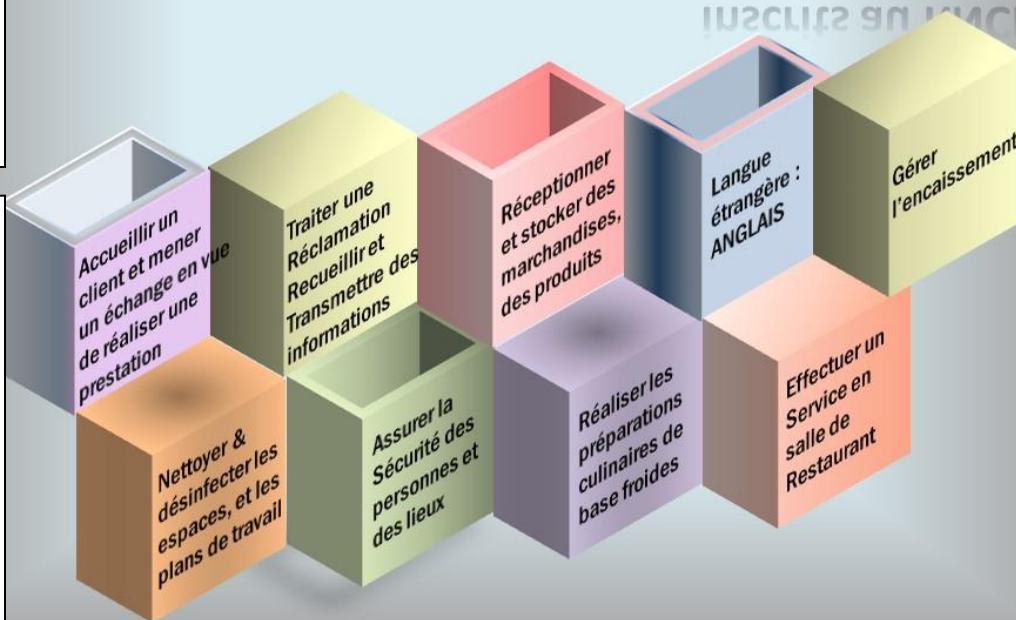 inscrits au RNCP
Accueillir un
client et mener
un échange en vue
de réaliser une
prestation
Traiter une
Réclamation
Recueillir et
Transmettre des
informations
Réceptionner
et stocker des
marchandises,
des produits
Langue
étrangère :
ANGLAIS
Gérer
l'encaissement
Nettoyer &
désinfecter les
espaces, et les
plans de travail
Assurer la
Sécurité des
personnes et
des lieux
Réaliser les
préparations
culinaires de
base froides
Effectuer un
Service en
salle de
Restaurant